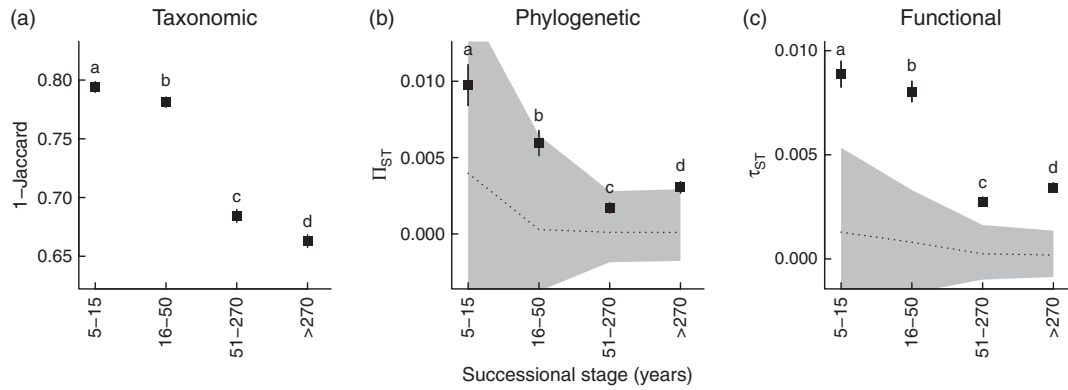 (a) Taxonomic
1−Jaccard
0.80
0.75
0.70
0.65
a
b
c
d
5−15
16−50
51−270
>270
(b) Phylogenetic
ΠST
0.010
0.005
0.000
a
b
c
d
5−15
16−50
51−270
>270
(c) Functional
τST
0.010
0.005
0.000
a
b
c
d
5−15
16−50
51−270
>270
Successional stage (years)